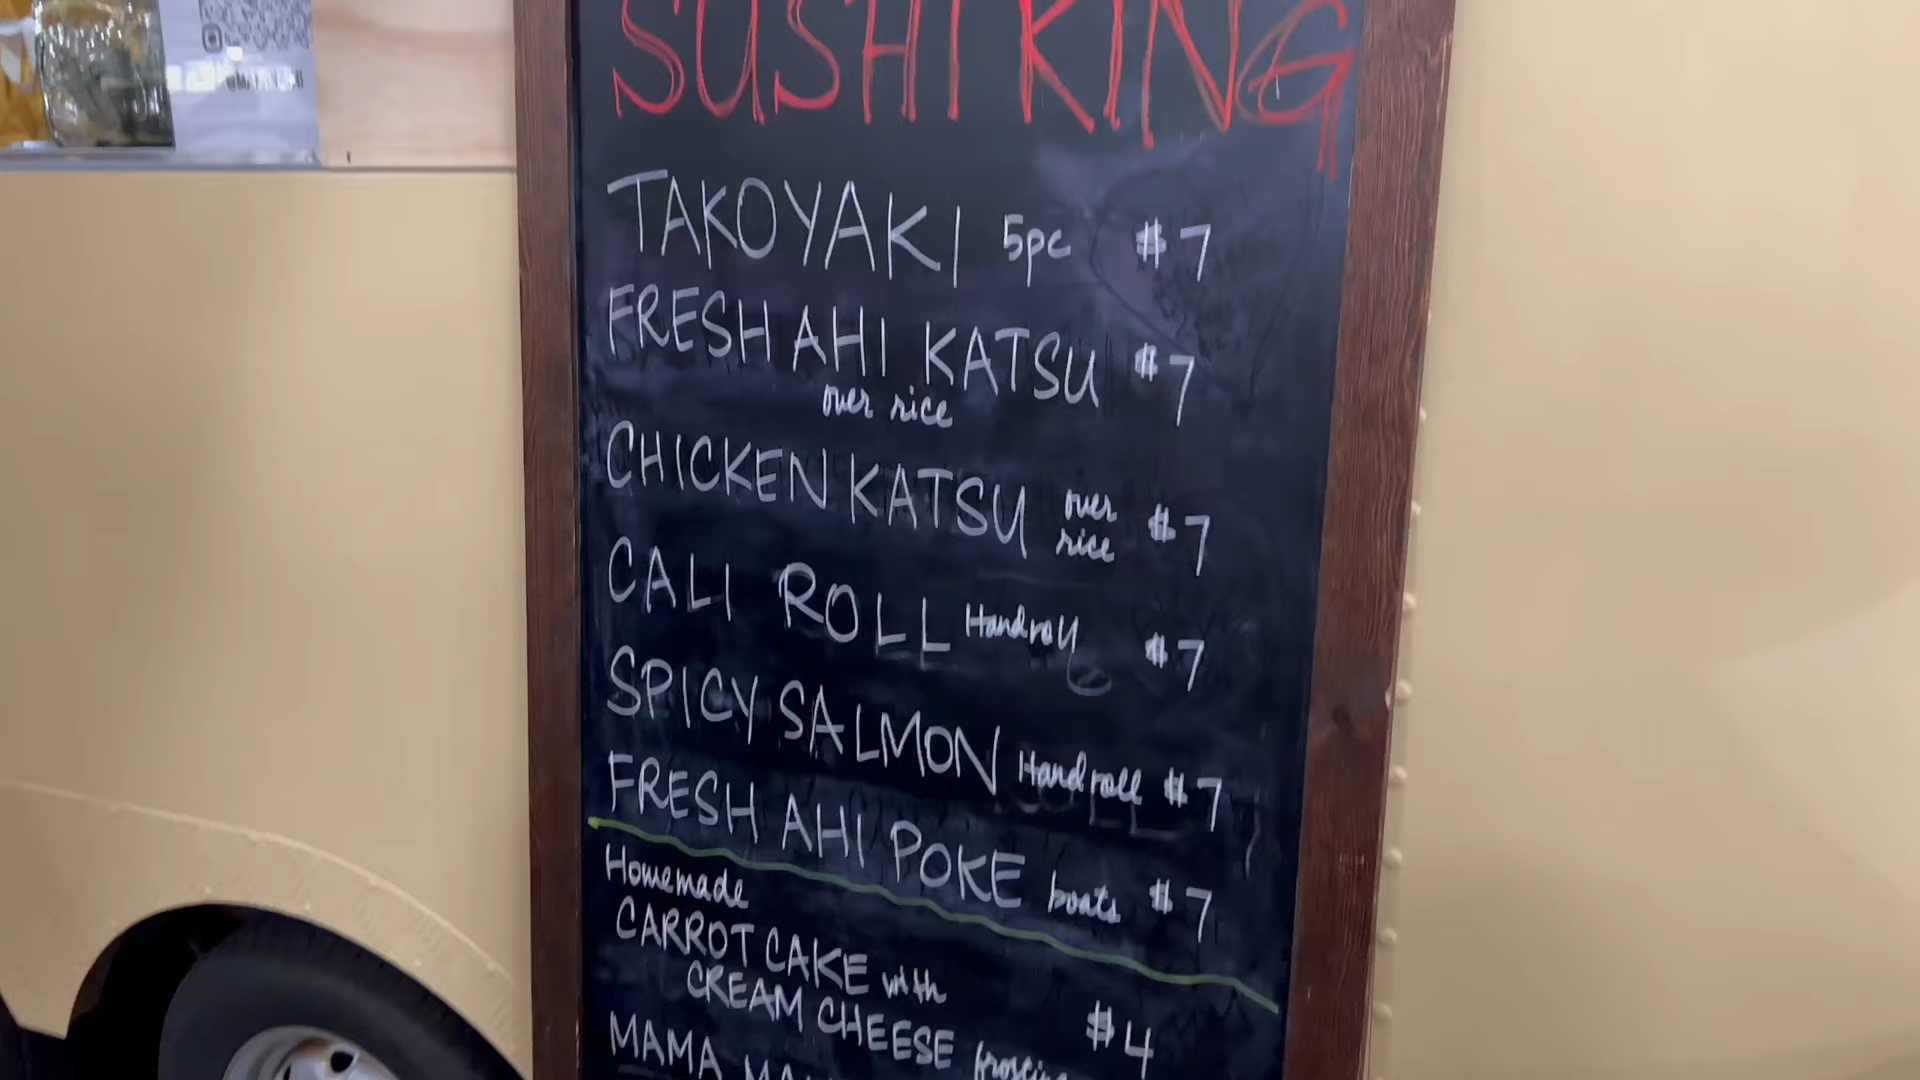 SUSHI KING
TAKOYAKI 5pc $7
FRESH AHI KATSU $7
over rice
CHICKEN KATSU over rice $7
CALI ROLL Handroll $7
SPICY SALMON Handroll $7
FRESH AHI POKE boats $7
Homemade
CARROT CAKE with
CREAM CHEESE frosting $4
MAMA